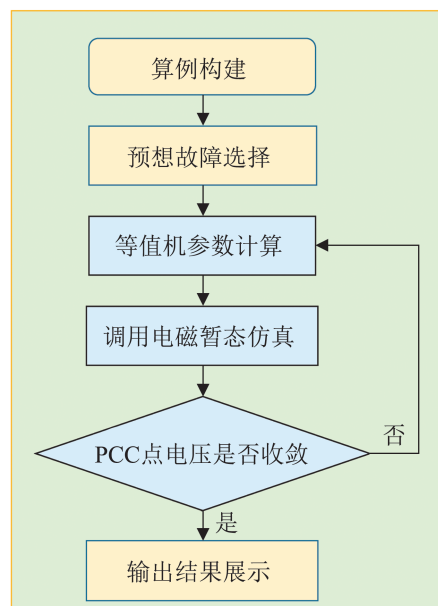 算例构建
预想故障选择
等值机参数计算
调用电磁暂态仿真
PCC点电压是否收敛
否
是
输出结果展示